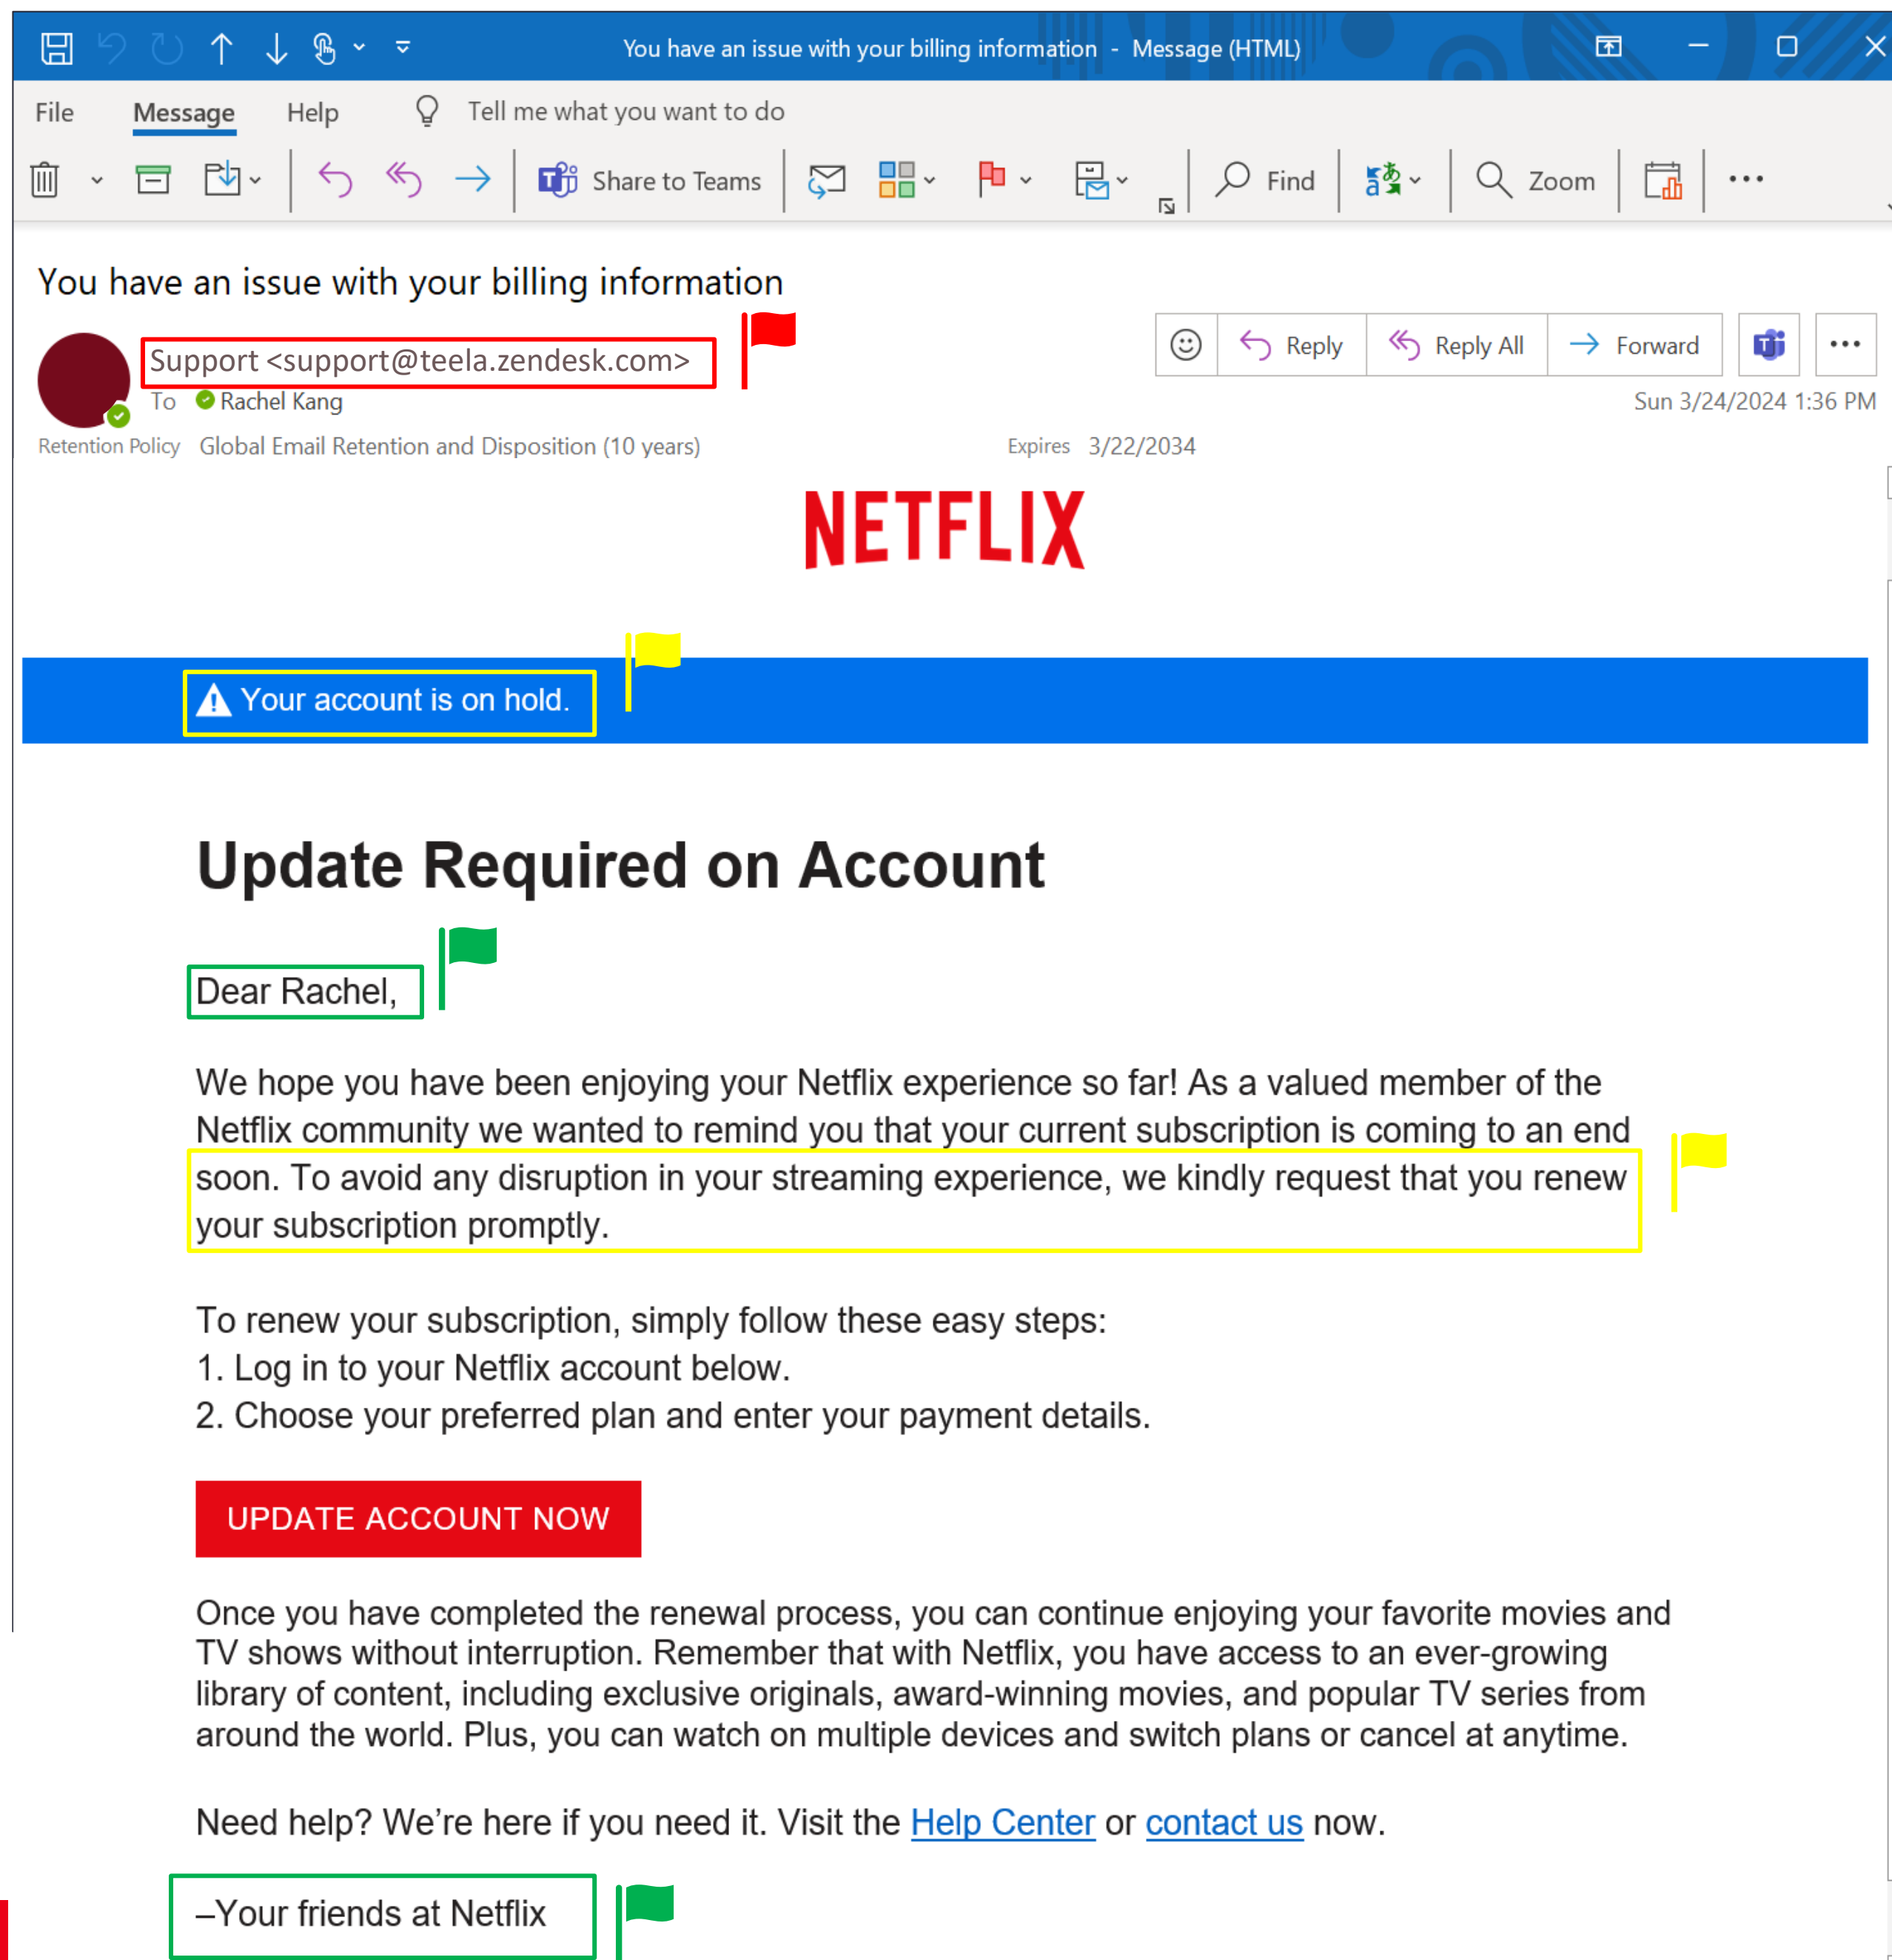 You have an issue with your billing information - Message (HTML)
File Message Help Tell me what you want to do
Share to Teams Find Zoom
You have an issue with your billing information
Support <support@teela.zendesk.com>
Reply Reply All Forward
To Rachel Kang
Sun 3/24/2024 1:36 PM
Retention Policy Global Email Retention and Disposition (10 years) Expires 3/22/2034
NETFLIX
Your account is on hold.
Update Required on Account
Dear Rachel,
We hope you have been enjoying your Netflix experience so far! As a valued member of the
Netflix community we wanted to remind you that your current subscription is coming to an end
soon. To avoid any disruption in your streaming experience, we kindly request that you renew
your subscription promptly.
To renew your subscription, simply follow these easy steps:
1. Log in to your Netflix account below.
2. Choose your preferred plan and enter your payment details.
UPDATE ACCOUNT NOW
Once you have completed the renewal process, you can continue enjoying your favorite movies and
TV shows without interruption. Remember that with Netflix, you have access to an ever-growing
library of content, including exclusive originals, award-winning movies, and popular TV series from
around the world. Plus, you can watch on multiple devices and switch plans or cancel at anytime.
Need help? We're here if you need it. Visit the Help Center or contact us now.
–Your friends at Netflix